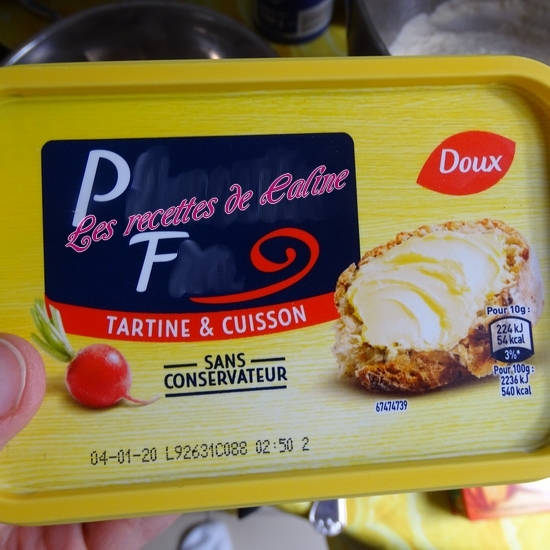 Doux
P
Les recettes de Caline
F
TARTINE & CUISSON
SANS
CONSERVATEUR
Pour 10g :
224 kJ
54 kcal
3%*
Pour 100g :
2236 kJ
540 kcal
67474739
04-01-20 L92631C088 02:50 2